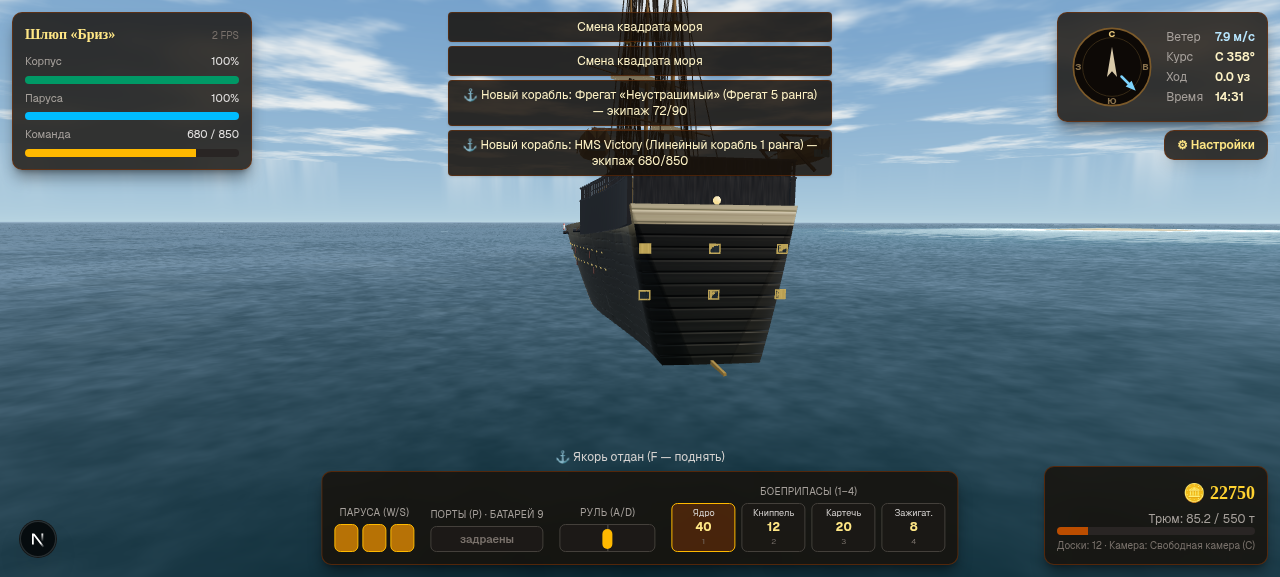 Шлюп «Бриз»
2 FPS
Корпус
100%
Паруса
100%
Команда
680 / 850
Смена квадрата моря
Смена квадрата моря
⚓ Новый корабль: Фрегат «Неустрашимый» (Фрегат 5 ранга)
— экипаж 72/90
⚓ Новый корабль: HMS Victory (Линейный корабль 1 ранга) —
экипаж 680/850
С
З
В
Ю
Ветер 7.9 м/с
Курс С 358°
Ход 0.0 уз
Время 14:31
⚙ Настройки
⚓ Якорь отдан (F — поднять)
ПАРУСА (W/S)
ПОРТЫ (P) · БАТАРЕЙ 9
задраены
РУЛЬ (A/D)
БОЕПРИПАСЫ (1–4)
Ядро
40
1
Книппель
12
2
Картечь
20
3
Зажигат.
8
4
N
🪙 22750
Трюм: 85.2 / 550 т
Доски: 12 · Камера: Свободная камера (C)